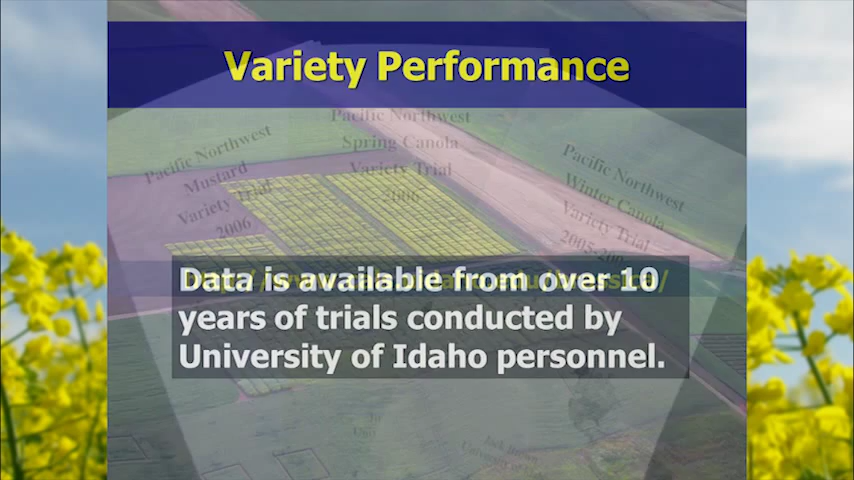 Variety Performance
Pacific Northwest
Mustard
Variety Trial
2006
Pacific Northwest
Spring Canola
Variety Trial
2006
Pacific Northwest
Winter Canola
Variety Trial
Data is available from over 10
years of trials conducted by
University of Idaho personnel.